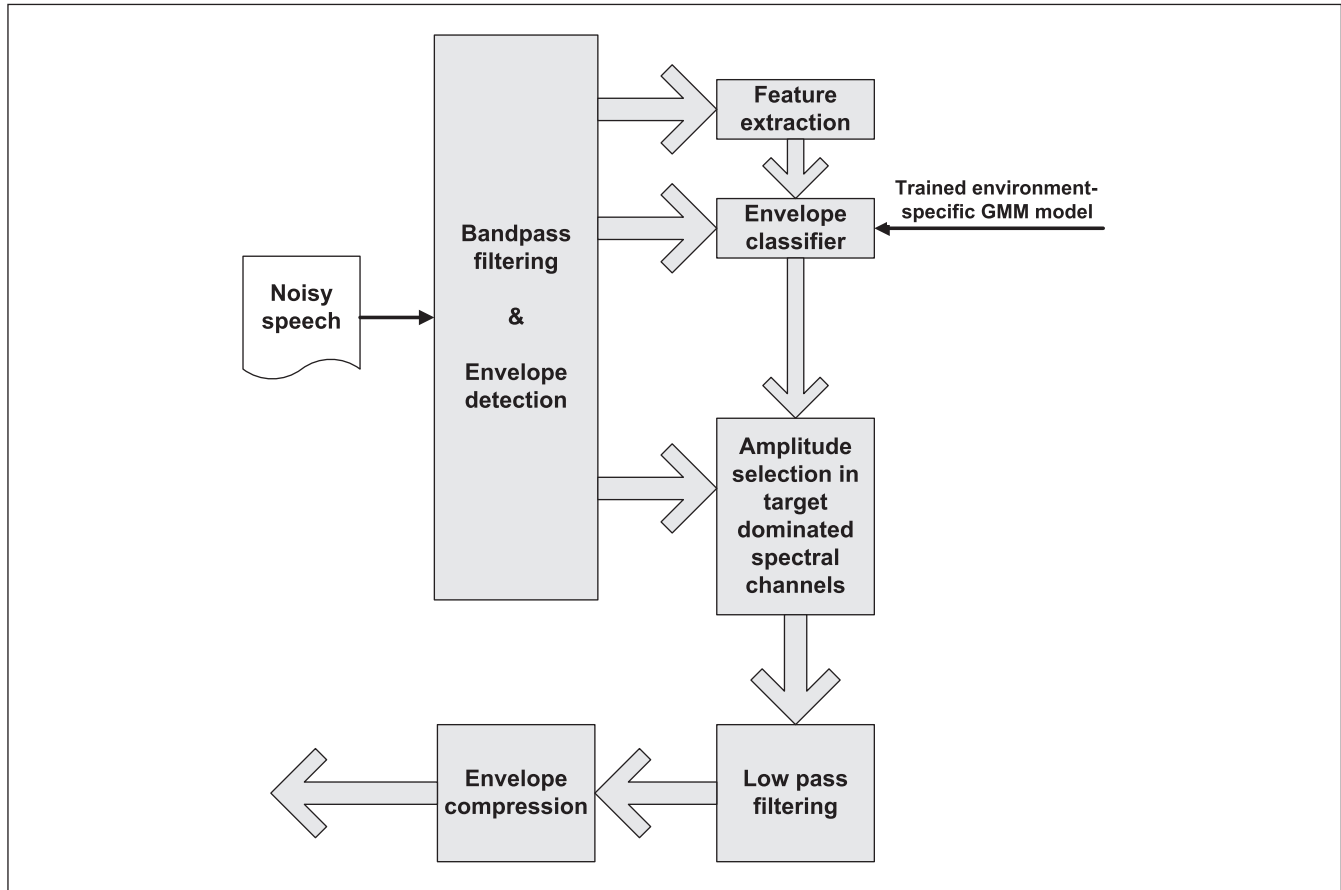 Feature
extraction
Trained environment-
specific GMM model
Envelope
classifier
Bandpass
filtering
&
Envelope
detection
Noisy
speech
Amplitude
selection in
target
dominated
spectral
channels
Low pass
filtering
Envelope
compression